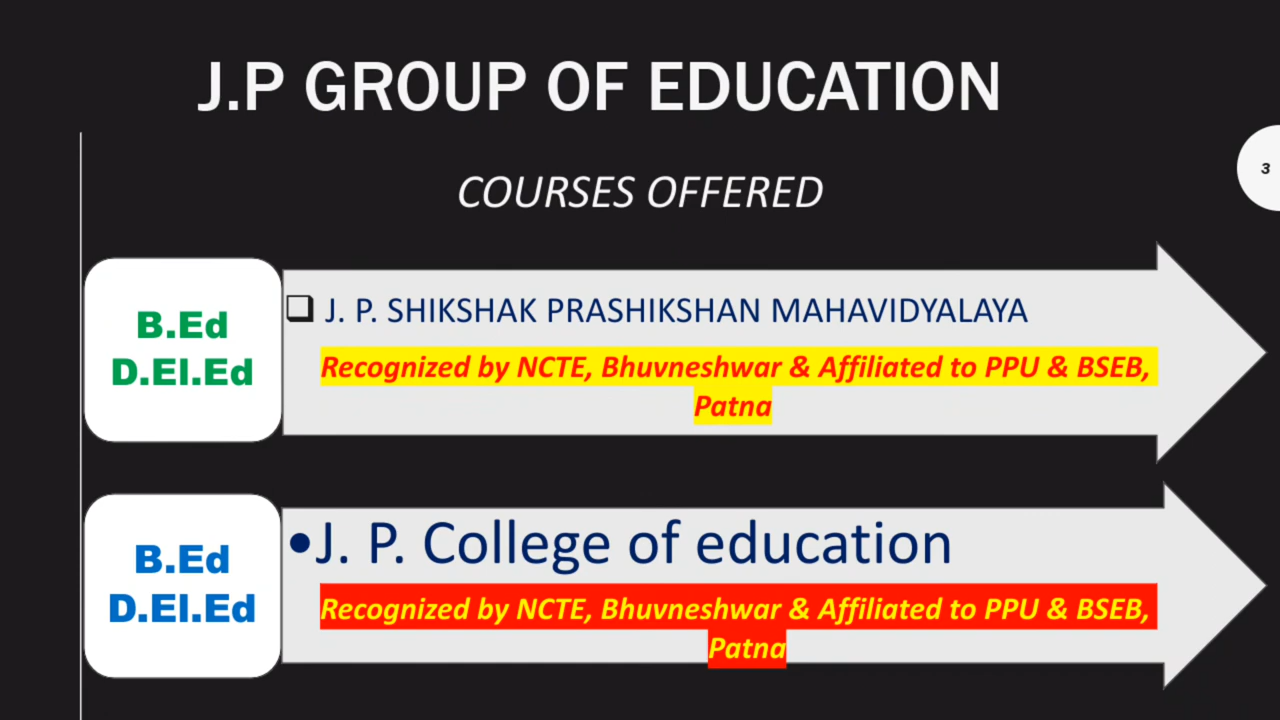 J.P GROUP OF EDUCATION
3
COURSES OFFERED
B.Ed
D.El.Ed
❑ J. P. SHIKSHAK PRASHIKSHAN MAHAVIDYALAYA
Recognized by NCTE, Bhuvneshwar & Affiliated to PPU & BSEB,
Patna
B.Ed
D.El.Ed
•J. P. College of education
Recognized by NCTE, Bhuvneshwar & Affiliated to PPU & BSEB,
Patna